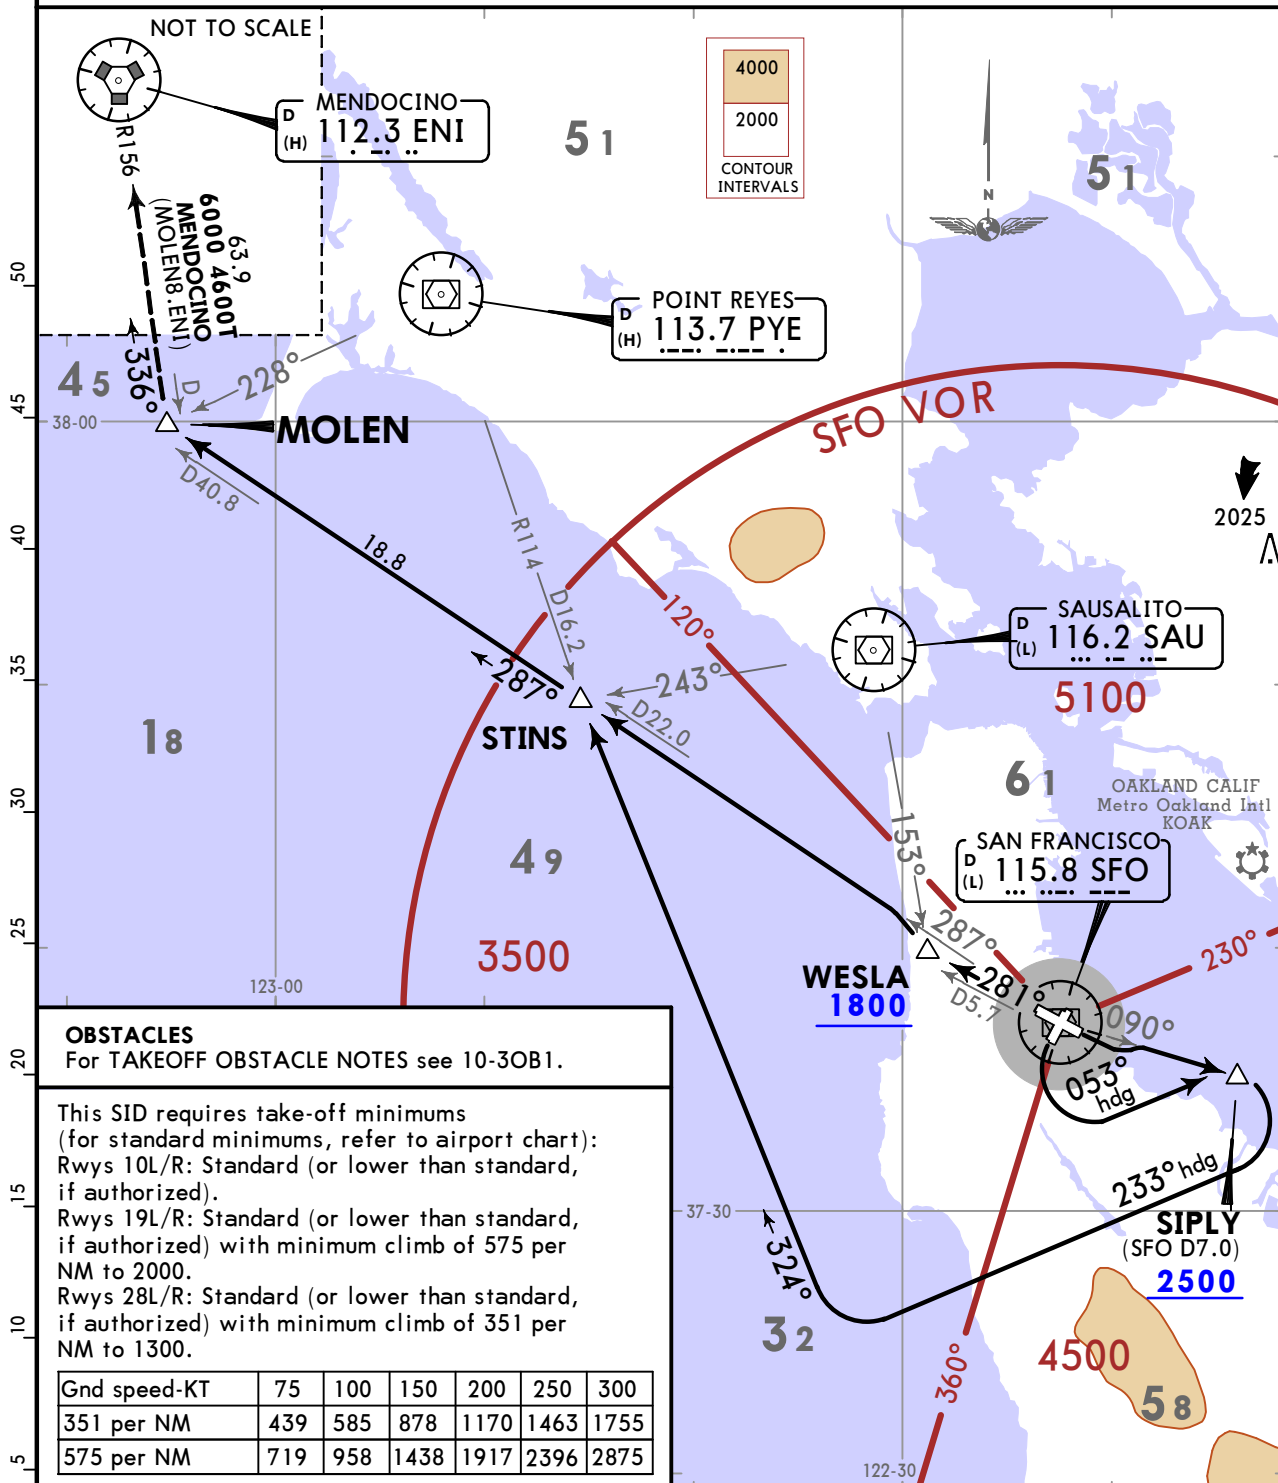 NOT TO SCALE
MENDOCINO
D
(H) 112.3 ENI
R156
63.9
6000 4600T
MENDOCINO
(MOLEN8.ENI)
336°
D
51
4000
2000
CONTOUR
INTERVALS
N
51
POINT REYES
D
(H) 113.7 PYE
50
45
40
35
30
25
20
15
10
5
45
228°
38-00
MOLEN
D40.8
18.8
R114
D16.2
SFO VOR
2025
120°
SAUSALITO
D
(L) 116.2 SAU
5100
287°
243°
D22.0
STINS
18
61
OAKLAND CALIF
Metro Oakland Intl
KOAK
49
153°
SAN FRANCISCO
D
(L) 115.8 SFO
3500
287°
230°
WESLA
1800
281°
D5.7
090°
123-00
053°
hdg
233° hdg
SIPLY
(SFO D7.0)
2500
37-30
324°
32
360°
4500
58
122-30
OBSTACLES
For TAKEOFF OBSTACLE NOTES see 10-3OB1.
This SID requires take-off minimums
(for standard minimums, refer to airport chart):
Rwys 10L/R: Standard (or lower than standard,
if authorized).
Rwys 19L/R: Standard (or lower than standard,
if authorized) with minimum climb of 575 per
NM to 2000.
Rwys 28L/R: Standard (or lower than standard,
if authorized) with minimum climb of 351 per
NM to 1300.
Gnd speed-KT 75 100 150 200 250 300
351 per NM 439 585 878 1170 1463 1755
575 per NM 719 958 1438 1917 2396 2875